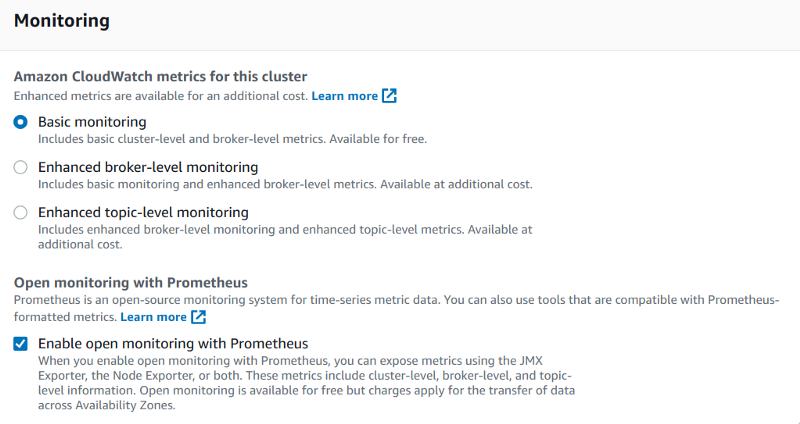 Monitoring
Amazon CloudWatch metrics for this cluster
Enhanced metrics are available for an additional cost. Learn more
Basic monitoring
Includes basic cluster-level and broker-level metrics. Available for free.
Enhanced broker-level monitoring
Includes basic monitoring and enhanced broker-level metrics. Available at additional cost.
Enhanced topic-level monitoring
Includes enhanced broker-level monitoring and enhanced topic-level metrics. Available at
additional cost.
Open monitoring with Prometheus
Prometheus is an open-source monitoring system for time-series metric data. You can also use tools that are compatible with Prometheus-
formatted metrics. Learn more
Enable open monitoring with Prometheus
When you enable open monitoring with Prometheus, you can expose metrics using the JMX
Exporter, the Node Exporter, or both. These metrics include cluster-level, broker-level, and topic-
level information. Open monitoring is available for free but charges apply for the transfer of data
across Availability Zones.